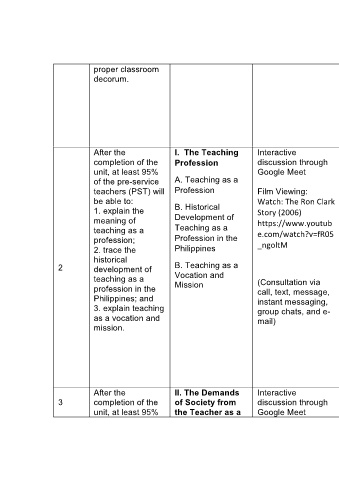 proper classroom
decorum.
2
After the
completion of the
unit, at least 95%
of the pre-service
teachers (PST) will
be able to:
1. explain the
meaning of
teaching as a
profession;
2. trace the
historical
development of
teaching as a
profession in the
Philippines; and
3. explain teaching
as a vocation and
mission.
I. The Teaching
Profession
A. Teaching as a
Profession
B. Historical
Development of
Teaching as a
Profession in the
Philippines
B. Teaching as a
Vocation and
Mission
Interactive
discussion through
Google Meet
Film Viewing:
Watch: The Ron Clark
Story (2006)
https://www.youtub
e.com/watch?v=fR05
_ngoltM
(Consultation via
call, text, message,
instant messaging,
group chats, and e-
mail)
3
After the
completion of the
unit, at least 95%
II. The Demands
of Society from
the Teacher as a
Interactive
discussion through
Google Meet